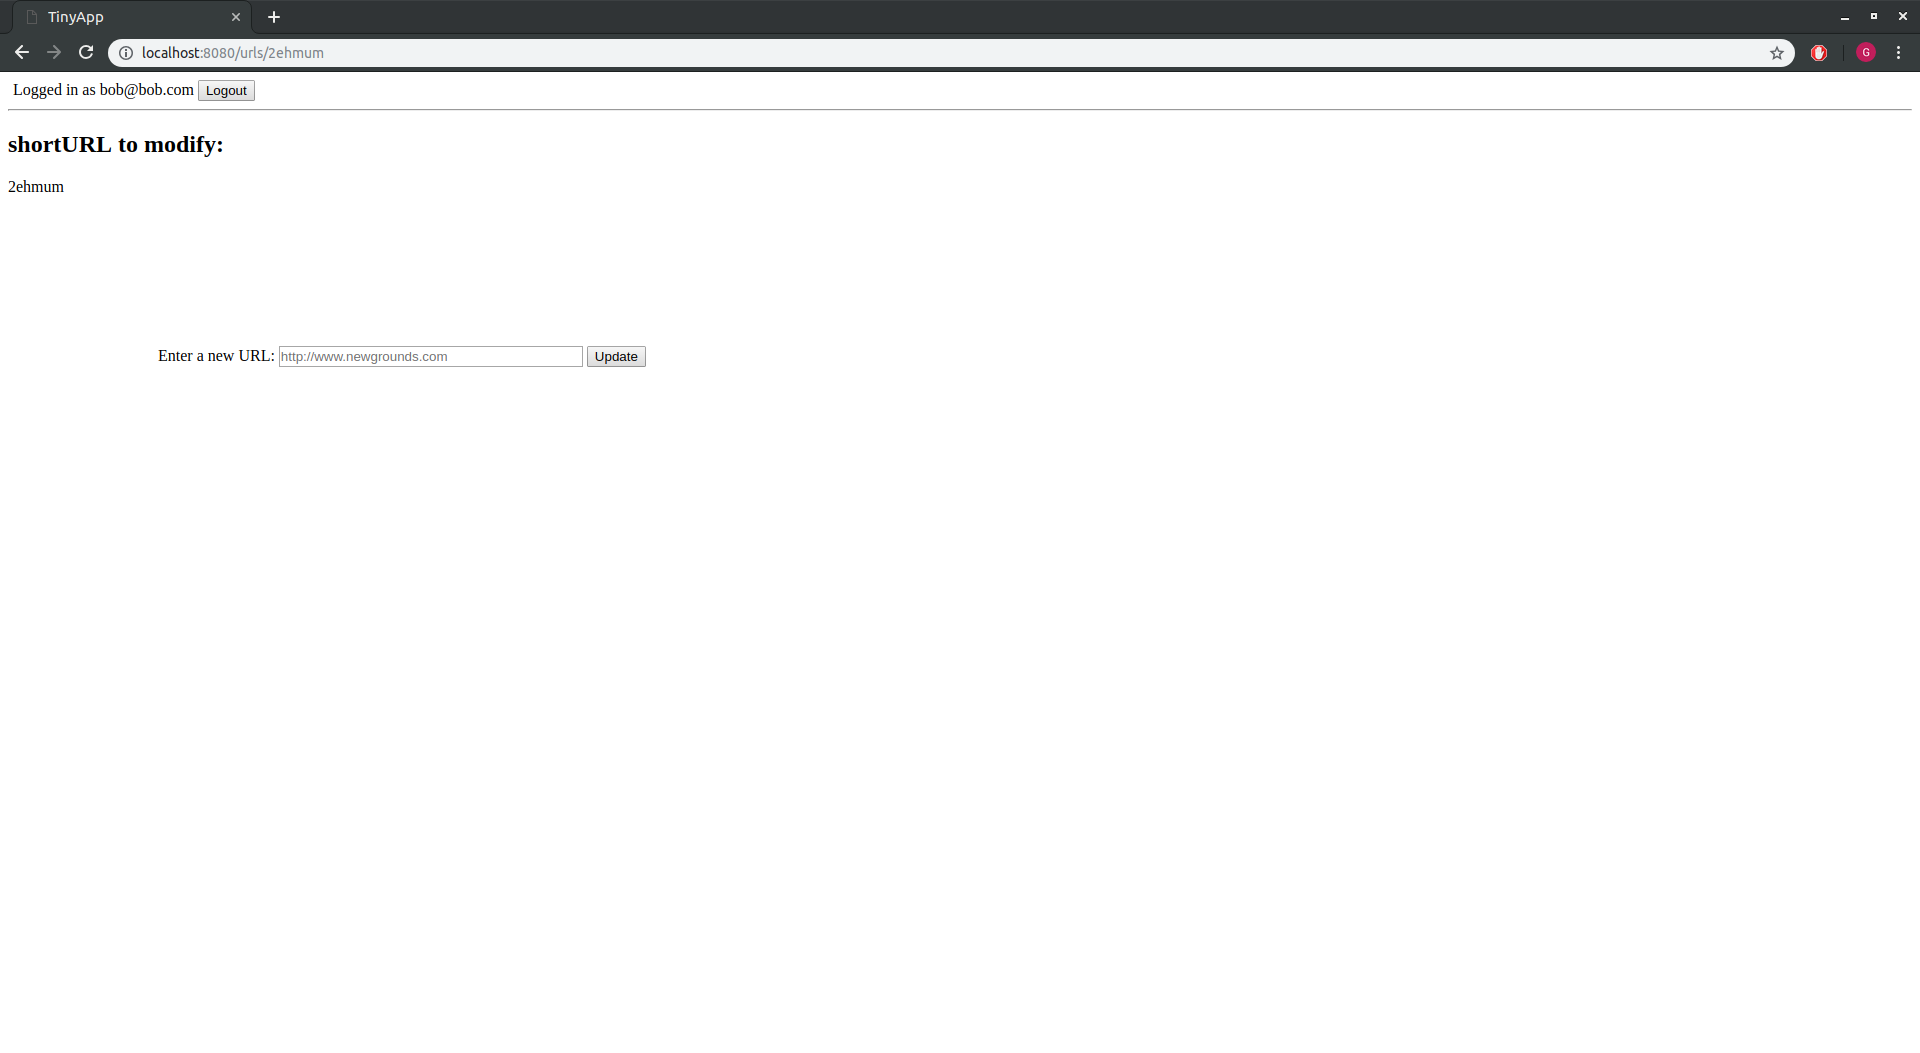 TinyApp
localhost:8080/urls/2ehmum
G
Logged in as bob@bob.com Logout
shortURL to modify:
2ehmum
Enter a new URL: http://www.newgrounds.com Update